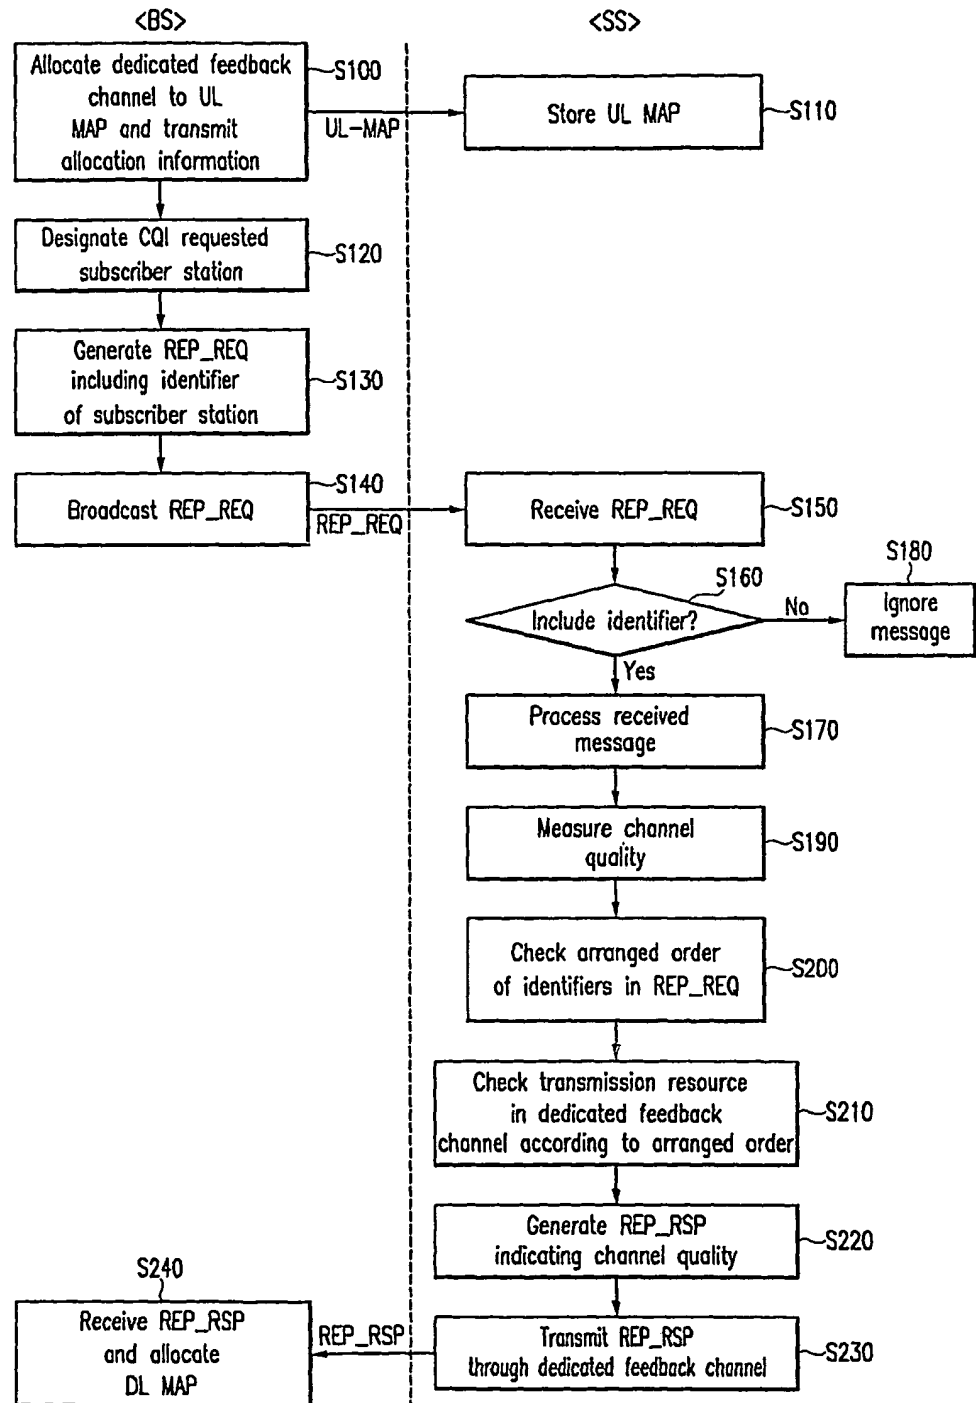 <BS>
<SS>
Allocate dedicated feedback
channel to UL
MAP and transmit
allocation information
S100
UL-MAP
Store UL MAP
S110
Designate CQI requested
subscriber station
S120
Generate REP_REQ
including identifier
of subscriber station
S130
Broadcast REP_REQ
S140
REP_REQ
Receive REP_REQ
S150
Include identifier?
S160
No
S180
Ignore
message
Yes
Process received
message
S170
Measure channel
quality
S190
Check arranged order
of identifiers in REP_REQ
S200
Check transmission resource
in dedicated feedback
channel according to arranged order
S210
Generate REP_RSP
indicating channel quality
S220
Transmit REP_RSP
through dedicated feedback channel
S230
REP_RSP
S240
Receive REP_RSP
and allocate
DL MAP